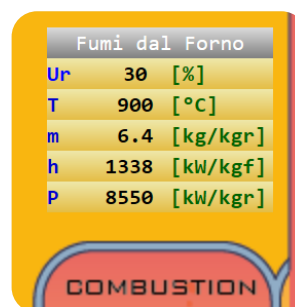 Fumi dal Forno
Ur 30 [%]
T 900 [°C]
m 6.4 [kg/kgr]
h 1338 [kW/kgf]
P 8550 [kW/kgr]
COMBUSTION